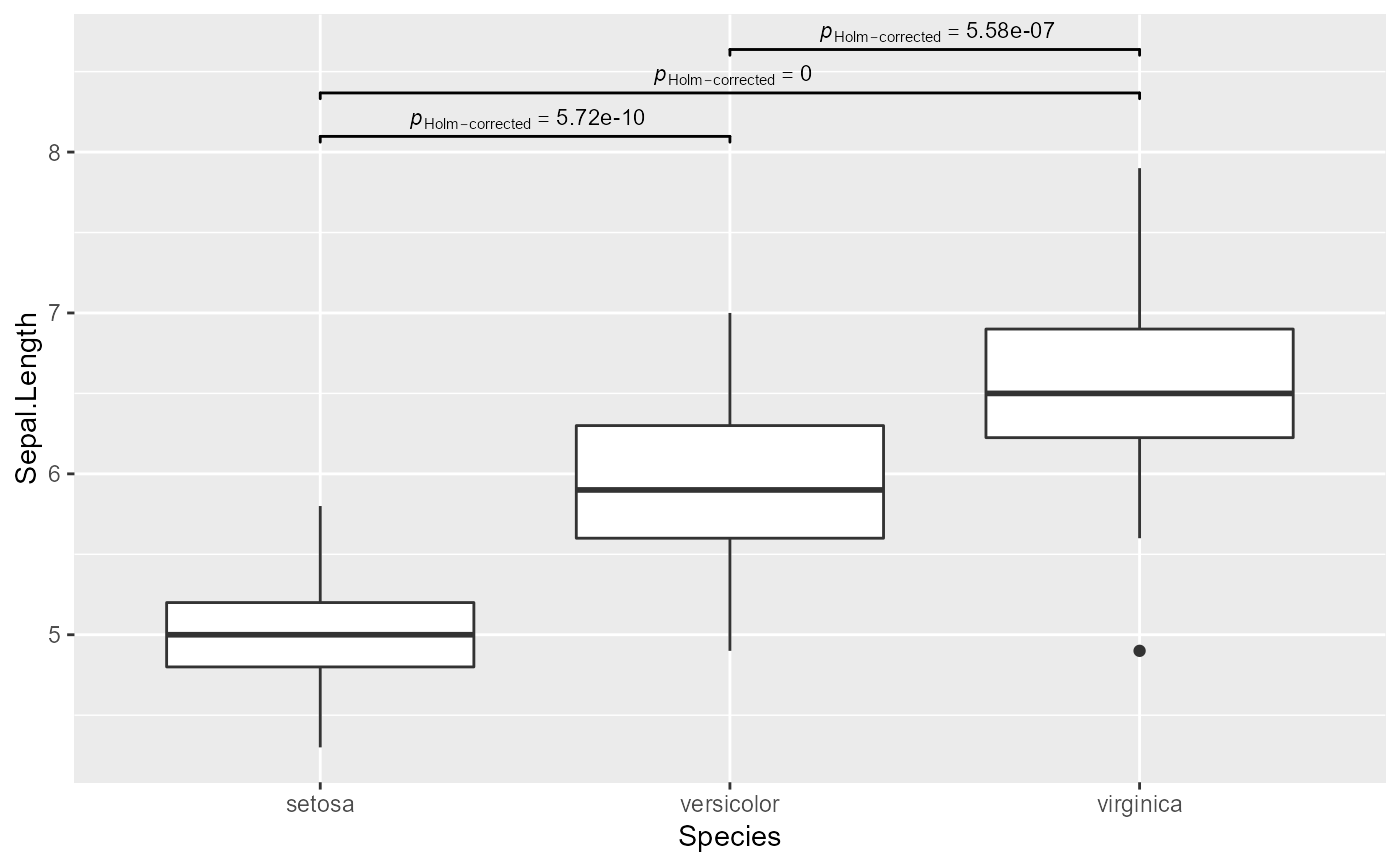 pHolm−corrected = 5.58e-07
pHolm−corrected = 0
pHolm−corrected = 5.72e-10
8
7
6
5
Sepal.Length
setosa versicolor virginica
Species